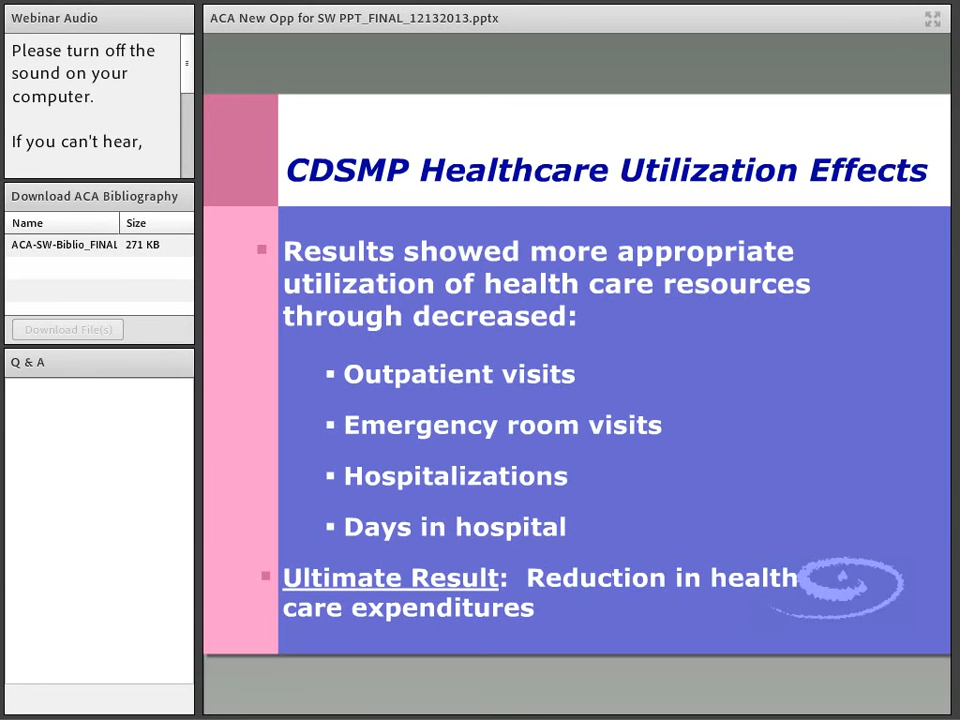 Webinar Audio
Please turn off the
sound on your
computer.
If you can't hear,
Download ACA Bibliography
Name Size
ACA-SW-Biblio_FINAL 271 KB
Download File(s)
Q & A
ACA New Opp for SW PPT_FINAL_12132013.pptx
CDSMP Healthcare Utilization Effects
Results showed more appropriate
utilization of health care resources
through decreased:
Outpatient visits
Emergency room visits
Hospitalizations
Days in hospital
Ultimate Result: Reduction in health
care expenditures